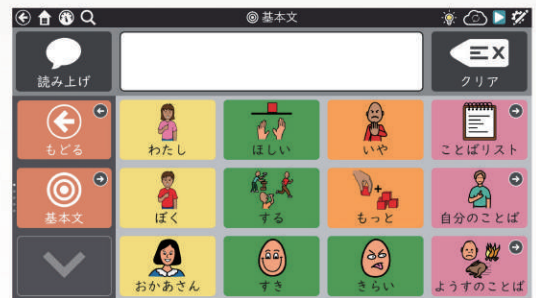 基本文
読み上げ
クリア
もどる
わたし
ほしい
いや
ことばリスト
基本文
ぼく
する
もっと
自分のことば
おかあさん
すき
きらい
ようすのことば